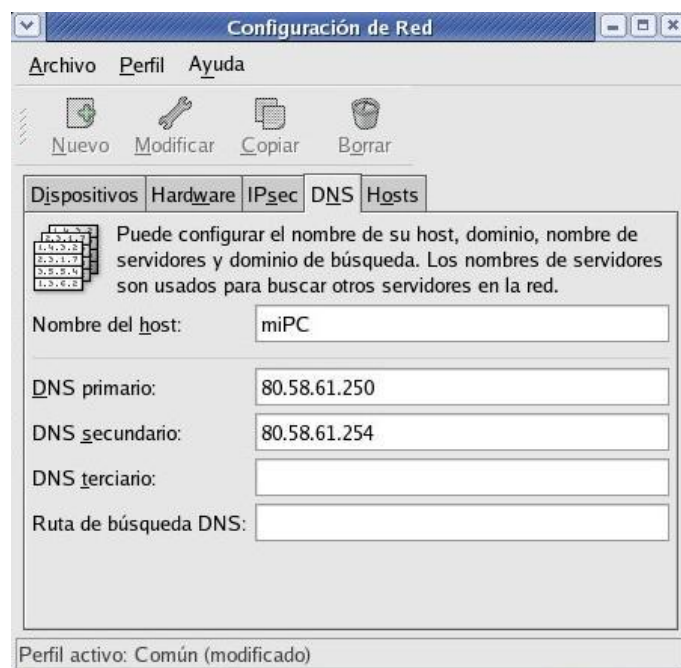 Configuración de Red
Archivo Perfil Ayuda
Nuevo Modificar Copiar Borrar
Dispositivos Hardware IPsec DNS Hosts
Puede configurar el nombre de su host, dominio, nombre de
servidores y dominio de búsqueda. Los nombres de servidores
son usados para buscar otros servidores en la red.
Nombre del host: miPC
DNS primario: 80.58.61.250
DNS secundario: 80.58.61.254
DNS terciario:
Ruta de búsqueda DNS:
Perfil activo: Común (modificado)